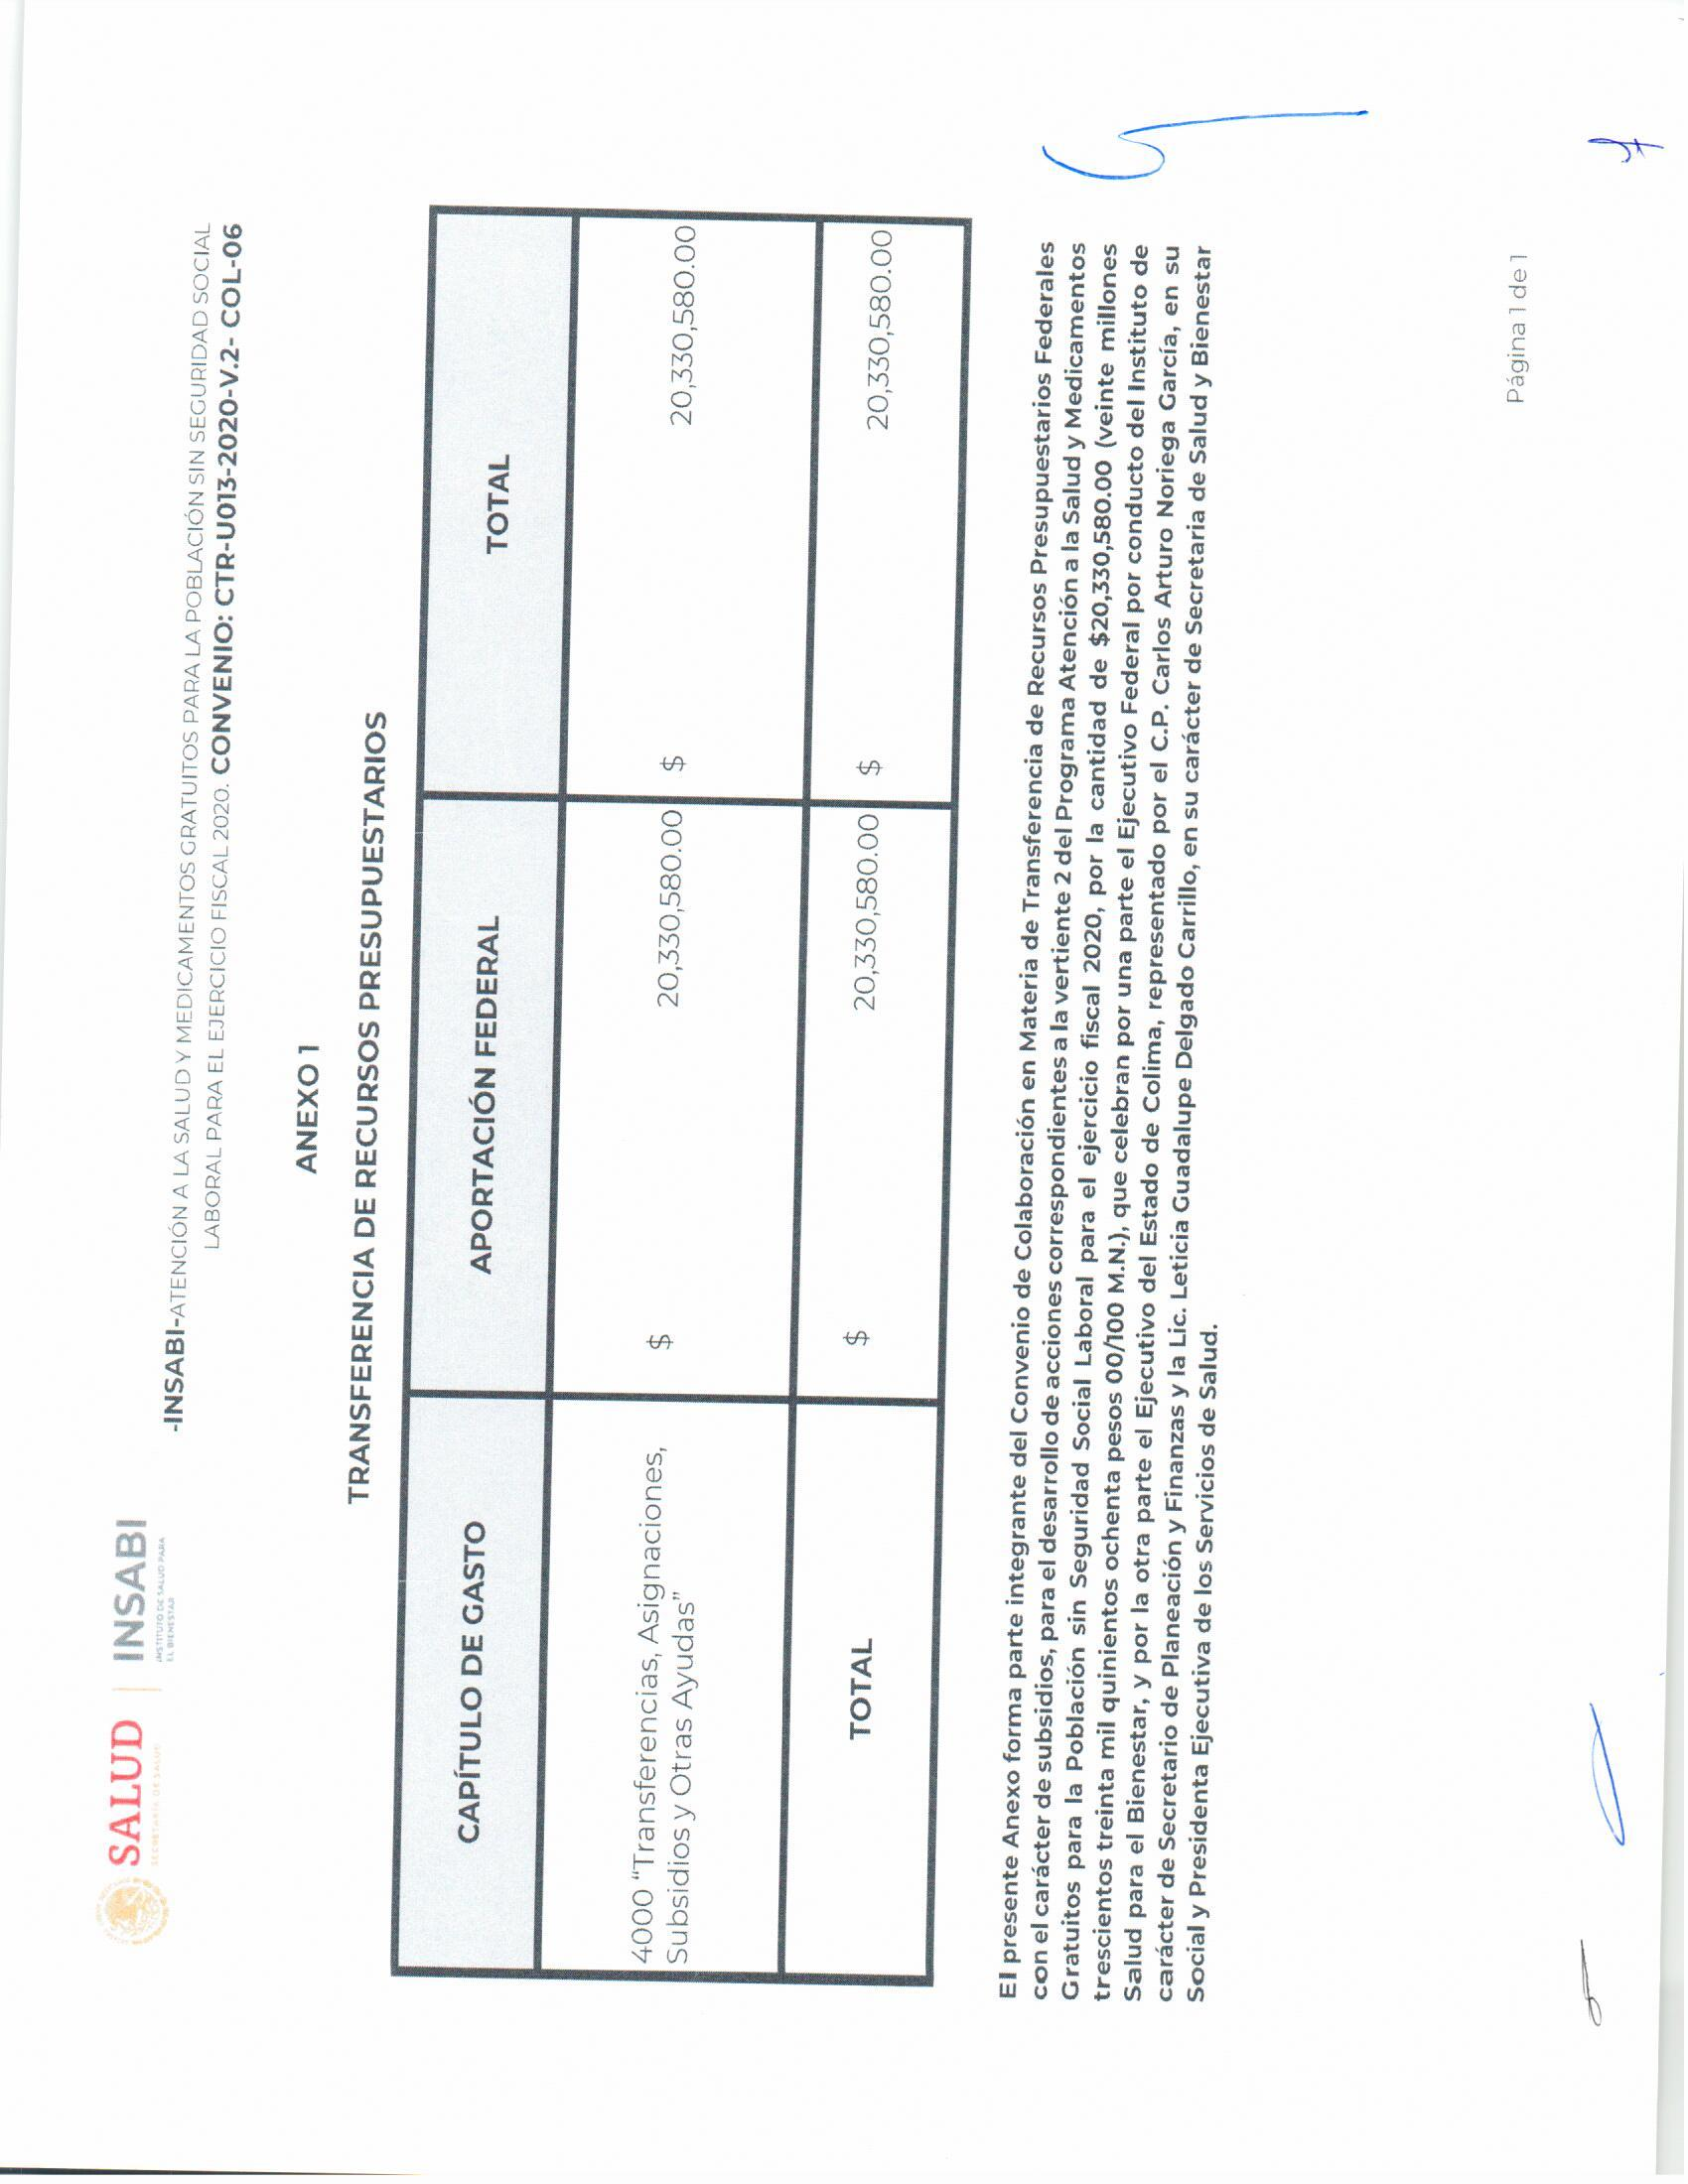 SALUD
SECRETARÍA DE SALUD
INSABI
INSTITUTO DE SALUD PARA
EL BIENESTAR
-INSABI-ATENCIÓN A LA SALUD Y MEDICAMENTOS GRATUITOS PARA LA POBLACIÓN SIN SEGURIDAD SOCIAL
LABORAL PARA EL EJERCICIO FISCAL 2020. CONVENIO: CTR-U013-2020-V.2- COL-06
ANEXO 1
TRANSFERENCIA DE RECURSOS PRESUPUESTARIOS
CAPÍTULO DE GASTO APORTACIÓN FEDERAL TOTAL
4000 “Transferencias, Asignaciones,
Subsidios y Otras Ayudas” $ 20,330,580.00 $ 20,330,580.00
TOTAL $ 20,330,580.00 $ 20,330,580.00
El presente Anexo forma parte integrante del Convenio de Colaboración en Materia de Transferencia de Recursos Presupuestarios Federales
con el carácter de subsidios, para el desarrollo de acciones correspondientes a la vertiente 2 del Programa Atención a la Salud y Medicamentos
Gratuitos para la Población sin Seguridad Social Laboral para el ejercicio fiscal 2020, por la cantidad de $20,330,580.00 (veinte millones
trescientos treinta mil quinientos ochenta pesos 00/100 M.N.), que celebran por una parte el Ejecutivo Federal por conducto del Instituto de
Salud para el Bienestar, y por la otra parte el Ejecutivo del Estado de Colima, representado por el C.P. Carlos Arturo Noriega García, en su
carácter de Secretario de Planeación y Finanzas y la Lic. Leticia Guadalupe Delgado Carrillo, en su carácter de Secretaria de Salud y Bienestar
Social y Presidenta Ejecutiva de los Servicios de Salud.
Página 1 de 1